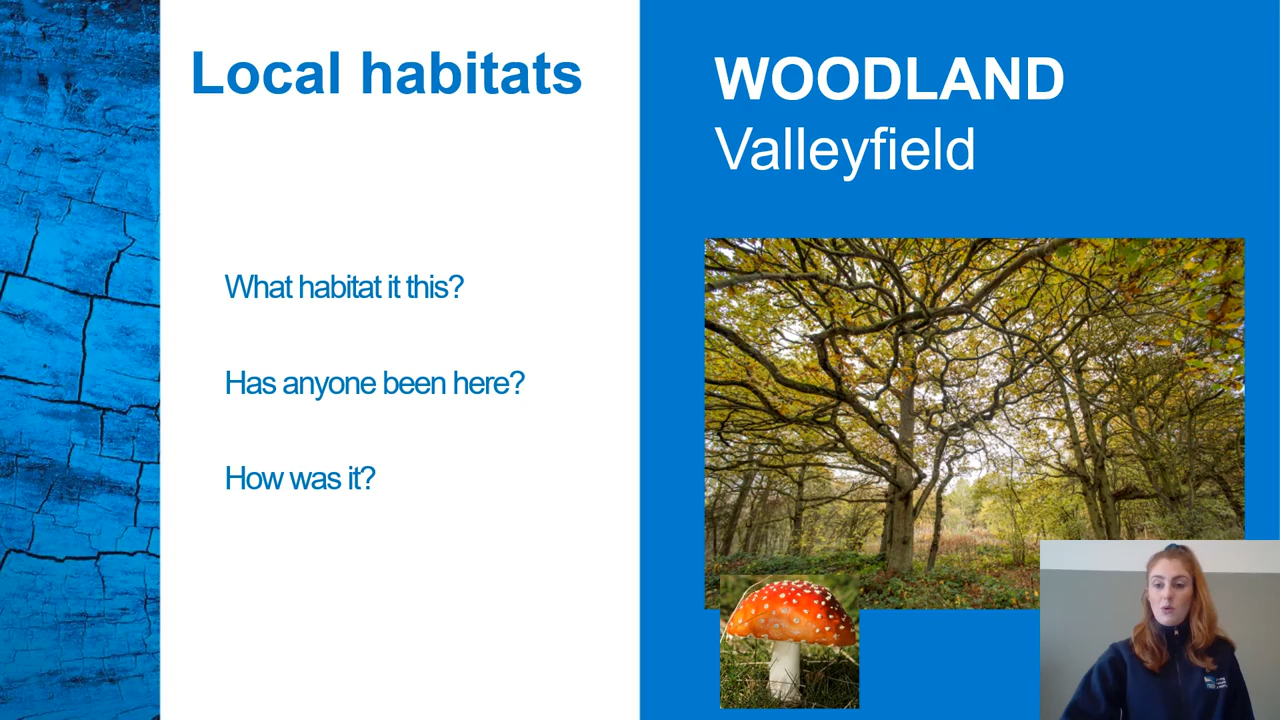 Local habitats
What habitat it this?
Has anyone been here?
How was it?
WOODLAND
Valleyfield